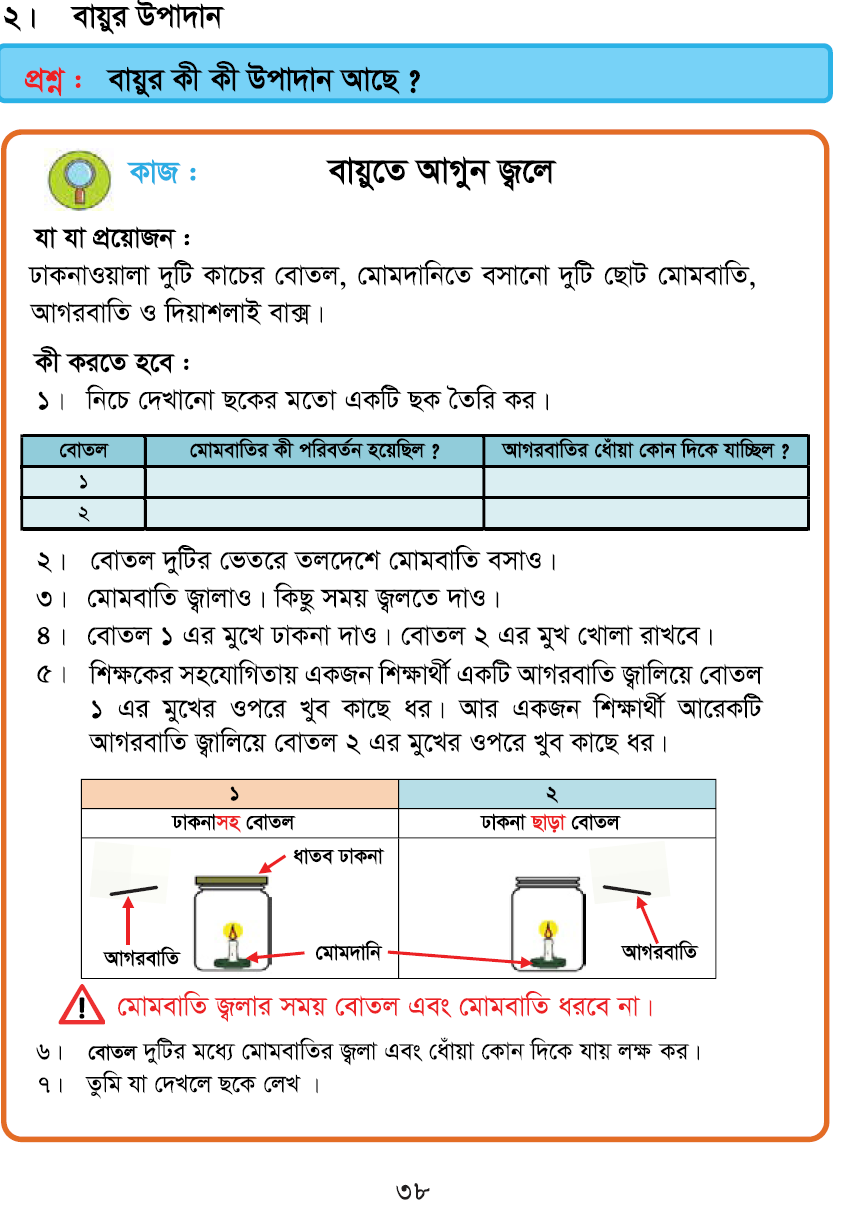 ২। বায়ুর উপাদান
প্রশ্ন : বায়ুর কী কী উপাদান আছে ?
কাজ : বায়ুতে আগুন জ্বলে
যা যা প্রয়োজন :
ঢাকনাওয়ালা দুটি কাচের বোতল, মোমদানিতে বসানো দুটি ছোট মোমবাতি,
আগরবাতি ও দিয়াশলাই বাক্স।
কী করতে হবে :
১। নিচে দেখানো ছকের মতো একটি ছক তৈরি কর।
বোতল মোমবাতির কী পরিবর্তন হয়েছিল ? আগরবাতির ধোঁয়া কোন দিকে যাচ্ছিল ?
১
২
২। বোতল দুটির ভেতরে তলদেশে মোমবাতি বসাও।
৩। মোমবাতি জ্বালাও। কিছু সময় জ্বলতে দাও।
৪। বোতল ১ এর মুখে ঢাকনা দাও। বোতল ২ এর মুখ খোলা রাখবে।
৫। শিক্ষকের সহযোগিতায় একজন শিক্ষার্থী একটি আগরবাতি জ্বালিয়ে বোতল
১ এর মুখের ওপরে খুব কাছে ধর। আর একজন শিক্ষার্থী আরেকটি
আগরবাতি জ্বালিয়ে বোতল ২ এর মুখের ওপরে খুব কাছে ধর।
১ ২
ঢাকনাসহ বোতল ঢাকনা ছাড়া বোতল
ধাতব ঢাকনা
আগরবাতি মোমদানি আগরবাতি
! মোমবাতি জ্বলার সময় বোতল এবং মোমবাতি ধরবে না।
৬। বোতল দুটির মধ্যে মোমবাতির জ্বলা এবং ধোঁয়া কোন দিকে যায় লক্ষ কর।
৭। তুমি যা দেখলে ছকে লেখ ।
৩৮